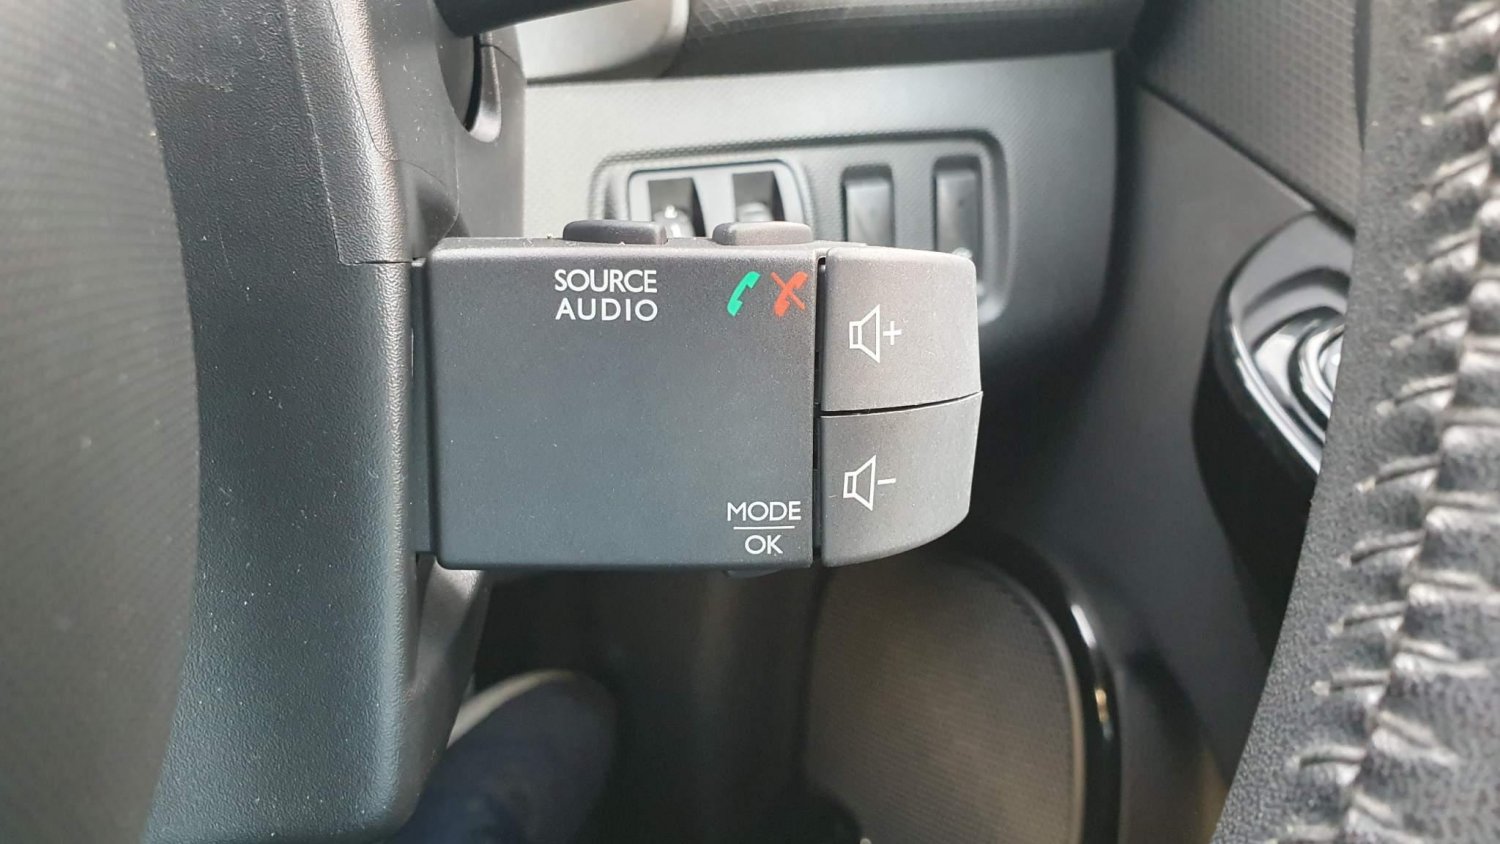 SOURCE
AUDIO
+
-
MODE
OK